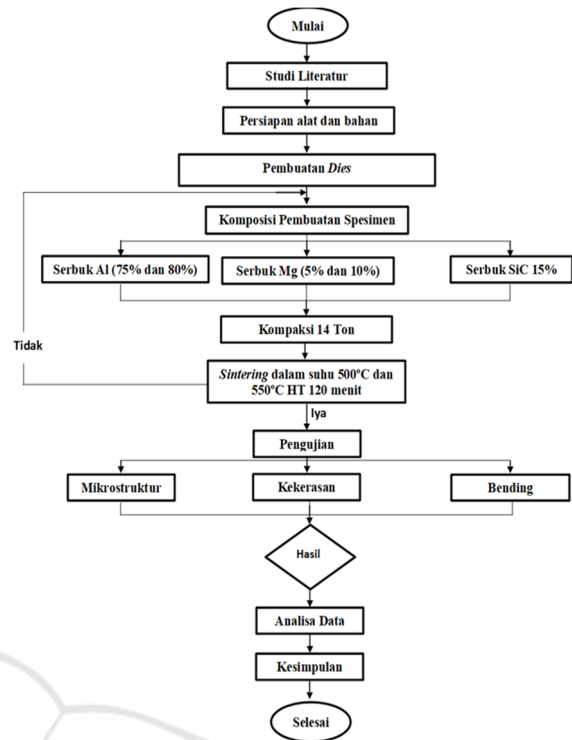 Mulai
Studi Literatur
Persiapan alat dan bahan
Pembuatan Dies
Komposisi Pembuatan Spesimen
Serbuk Al (75% dan 80%)
Serbuk Mg (5% dan 10%)
Serbuk SiC 15%
Kompaksi 14 Ton
Tidak
Sintering dalam suhu 500°C dan
550°C HT 120 menit
Iya
Pengujian
Mikrostruktur
Kekerasan
Bending
Hasil
Analisa Data
Kesimpulan
Selesai